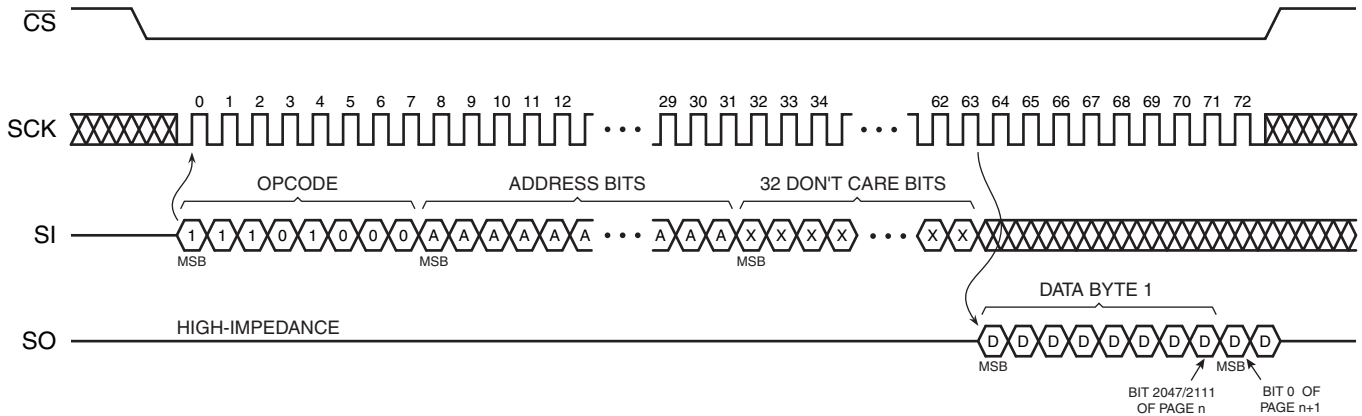 CS
SCK
0 1 2 3 4 5 6 7 8 9 10 11 12 • • • 29 30 31 32 33 34 • • • 62 63 64 65 66 67 68 69 70 71 72
OPCODE ADDRESS BITS 32 DON'T CARE BITS
SI 1 1 1 0 1 0 0 0 A A A A A A • • • A A A X X X X • • • X X
MSB MSB MSB
DATA BYTE 1
HIGH-IMPEDANCE
SO D D D D D D D D D D
MSB MSB
BIT 2047/2111
OF PAGE n
BIT 0 OF
PAGE n+1